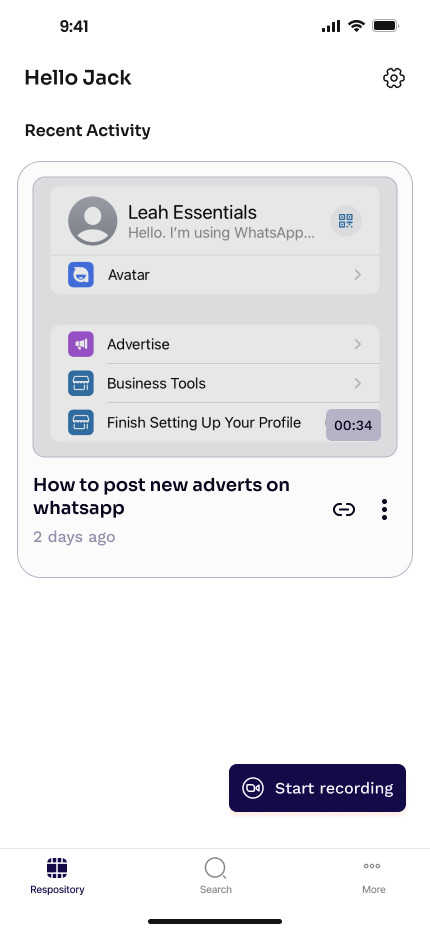 9:41
Hello Jack
Recent Activity
Leah Essentials
Hello. I'm using WhatsApp...
Avatar
Advertise
Business Tools
Finish Setting Up Your Profile
00:34
How to post new adverts on
whatsapp
2 days ago
Start recording
Respository
Search
More